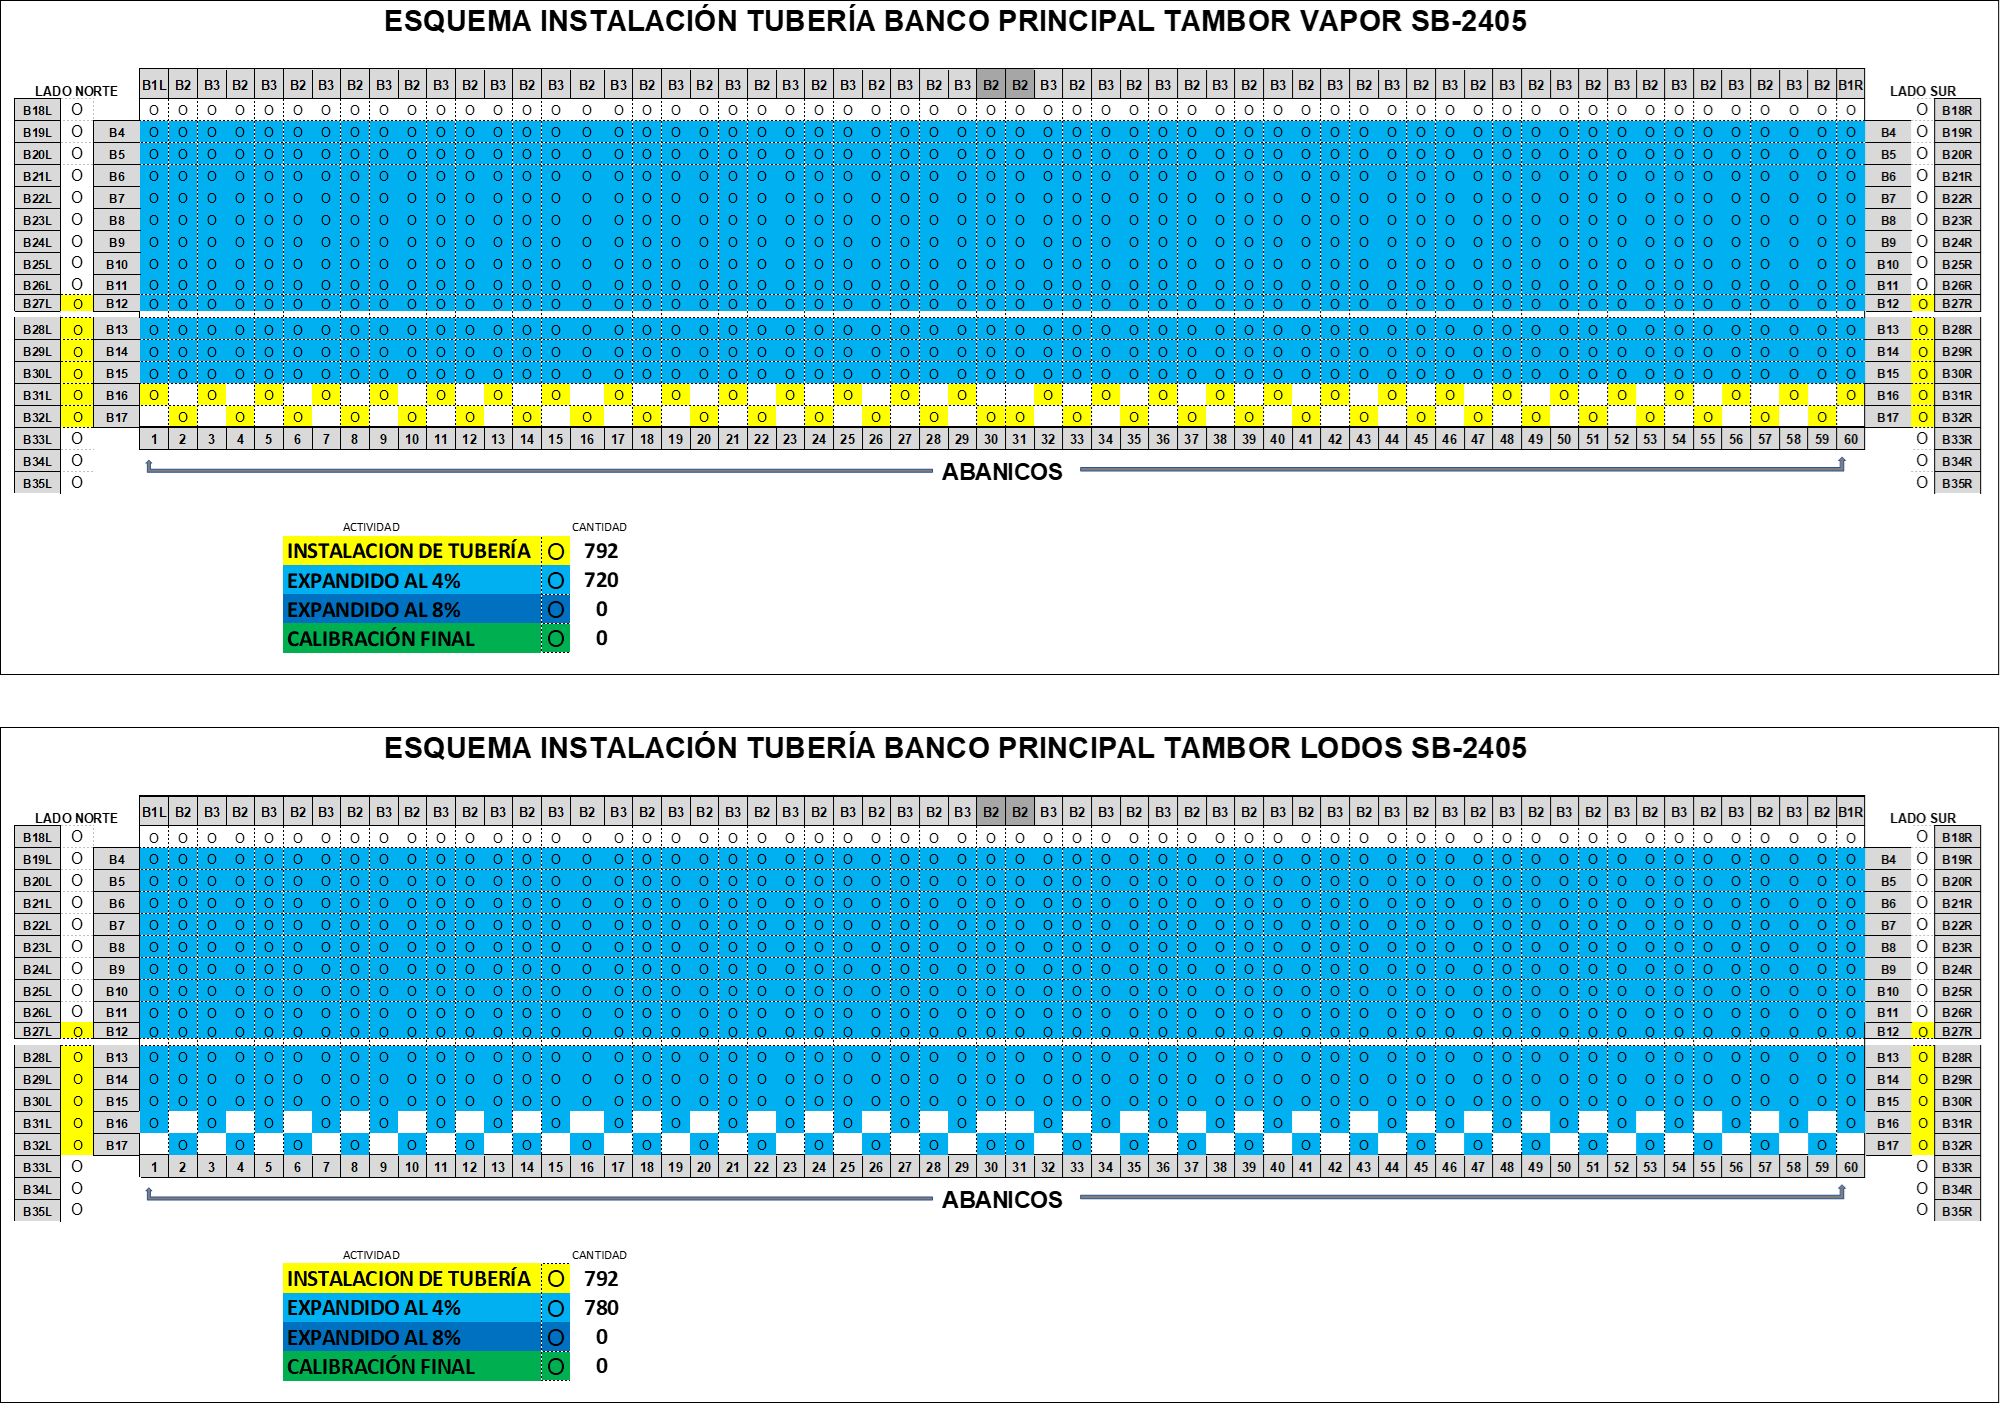 ESQUEMA INSTALACIÓN TUBERÍA BANCO PRINCIPAL TAMBOR VAPOR SB-2405
B1L B2 B3 B2 B3 B2 B3 B2 B3 B2 B3 B2 B3 B2 B3 B2 B3 B2 B3 B2 B3 B2 B3 B2 B3 B2 B3 B2 B3 B2 B2 B3 B2 B3 B2 B3 B2 B3 B2 B3 B2 B3 B2 B3 B2 B3 B2 B3 B2 B3 B2 B3 B2 B3 B2 B3 B2 B3 B2 B1R
LADO NORTE LADO SUR
B18L O O O O O O O O O O O O O O O O O O O O O O O O O O O O O O O O O O O O O O O O O O O O O O O O O O O O O O O O O O O O O O B18R
B19L O B4 O O O O O O O O O O O O O O O O O O O O O O O O O O O O O O O O O O O O O O O O O O O O O O O O O O O O O O O O O O O O B4 O B19R
B20L O B5 O O O O O O O O O O O O O O O O O O O O O O O O O O O O O O O O O O O O O O O O O O O O O O O O O O O O O O O O O O O O B5 O B20R
B21L O B6 O O O O O O O O O O O O O O O O O O O O O O O O O O O O O O O O O O O O O O O O O O O O O O O O O O O O O O O O O O O O B6 O B21R
B22L O B7 O O O O O O O O O O O O O O O O O O O O O O O O O O O O O O O O O O O O O O O O O O O O O O O O O O O O O O O O O O O O B7 O B22R
B23L O B8 O O O O O O O O O O O O O O O O O O O O O O O O O O O O O O O O O O O O O O O O O O O O O O O O O O O O O O O O O O O O B8 O B23R
B24L O B9 O O O O O O O O O O O O O O O O O O O O O O O O O O O O O O O O O O O O O O O O O O O O O O O O O O O O O O O O O O O O B9 O B24R
B25L O B10 O O O O O O O O O O O O O O O O O O O O O O O O O O O O O O O O O O O O O O O O O O O O O O O O O O O O O O O O O O O O B10 O B25R
B26L O B11 O O O O O O O O O O O O O O O O O O O O O O O O O O O O O O O O O O O O O O O O O O O O O O O O O O O O O O O O O O O O B11 O B26R
B27L O B12 O O O O O O O O O O O O O O O O O O O O O O O O O O O O O O O O O O O O O O O O O O O O O O O O O O O O O O O O O O O O B12 O B27R
B28L O B13 O O O O O O O O O O O O O O O O O O O O O O O O O O O O O O O O O O O O O O O O O O O O O O O O O O O O O O O O O O O O B13 O B28R
B29L O B14 O O O O O O O O O O O O O O O O O O O O O O O O O O O O O O O O O O O O O O O O O O O O O O O O O O O O O O O O O O O O B14 O B29R
B30L O B15 O O O O O O O O O O O O O O O O O O O O O O O O O O O O O O O O O O O O O O O O O O O O O O O O O O O O O O O O O O O O B15 O B30R
B31L O B16 O O O O O O O O O O O O O O O O O O O O O O O O O O O O O O B16 O B31R
B32L O B17 O O O O O O O O O O O O O O O O O O O O O O O O O O O O O O B17 O B32R
B33L O 1 2 3 4 5 6 7 8 9 10 11 12 13 14 15 16 17 18 19 20 21 22 23 24 25 26 27 28 29 30 31 32 33 34 35 36 37 38 39 40 41 42 43 44 45 46 47 48 49 50 51 52 53 54 55 56 57 58 59 60 O B33R
B34L O O B34R
ABANICOS
B35L O O B35R
ACTIVIDAD CANTIDAD
INSTALACION DE TUBERÍA O 792
EXPANDIDO AL 4% O 720
EXPANDIDO AL 8% O 0
CALIBRACIÓN FINAL O 0
ESQUEMA INSTALACIÓN TUBERÍA BANCO PRINCIPAL TAMBOR LODOS SB-2405
B1L B2 B3 B2 B3 B2 B3 B2 B3 B2 B3 B2 B3 B2 B3 B2 B3 B2 B3 B2 B3 B2 B3 B2 B3 B2 B3 B2 B3 B2 B2 B3 B2 B3 B2 B3 B2 B3 B2 B3 B2 B3 B2 B3 B2 B3 B2 B3 B2 B3 B2 B3 B2 B3 B2 B3 B2 B3 B2 B1R
LADO NORTE LADO SUR
B18L O O O O O O O O O O O O O O O O O O O O O O O O O O O O O O O O O O O O O O O O O O O O O O O O O O O O O O O O O O O O O O B18R
B19L O B4 O O O O O O O O O O O O O O O O O O O O O O O O O O O O O O O O O O O O O O O O O O O O O O O O O O O O O O O O O O O O B4 O B19R
B20L O B5 O O O O O O O O O O O O O O O O O O O O O O O O O O O O O O O O O O O O O O O O O O O O O O O O O O O O O O O O O O O O B5 O B20R
B21L O B6 O O O O O O O O O O O O O O O O O O O O O O O O O O O O O O O O O O O O O O O O O O O O O O O O O O O O O O O O O O O O B6 O B21R
B22L O B7 O O O O O O O O O O O O O O O O O O O O O O O O O O O O O O O O O O O O O O O O O O O O O O O O O O O O O O O O O O O O B7 O B22R
B23L O B8 O O O O O O O O O O O O O O O O O O O O O O O O O O O O O O O O O O O O O O O O O O O O O O O O O O O O O O O O O O O O B8 O B23R
B24L O B9 O O O O O O O O O O O O O O O O O O O O O O O O O O O O O O O O O O O O O O O O O O O O O O O O O O O O O O O O O O O O B9 O B24R
B25L O B10 O O O O O O O O O O O O O O O O O O O O O O O O O O O O O O O O O O O O O O O O O O O O O O O O O O O O O O O O O O O O B10 O B25R
B26L O B11 O O O O O O O O O O O O O O O O O O O O O O O O O O O O O O O O O O O O O O O O O O O O O O O O O O O O O O O O O O O O B11 O B26R
B27L O B12 O O O O O O O O O O O O O O O O O O O O O O O O O O O O O O O O O O O O O O O O O O O O O O O O O O O O O O O O O O O O B12 O B27R
B28L O B13 O O O O O O O O O O O O O O O O O O O O O O O O O O O O O O O O O O O O O O O O O O O O O O O O O O O O O O O O O O O O B13 O B28R
B29L O B14 O O O O O O O O O O O O O O O O O O O O O O O O O O O O O O O O O O O O O O O O O O O O O O O O O O O O O O O O O O O O B14 O B29R
B30L O B15 O O O O O O O O O O O O O O O O O O O O O O O O O O O O O O O O O O O O O O O O O O O O O O O O O O O O O O O O O O O O B15 O B30R
B31L O B16 O O O O O O O O O O O O O O O O O O O O O O O O O O O O O O B16 O B31R
B32L O B17 O O O O O O O O O O O O O O O O O O O O O O O O O O O O O O B17 O B32R
B33L O 1 2 3 4 5 6 7 8 9 10 11 12 13 14 15 16 17 18 19 20 21 22 23 24 25 26 27 28 29 30 31 32 33 34 35 36 37 38 39 40 41 42 43 44 45 46 47 48 49 50 51 52 53 54 55 56 57 58 59 60 O B33R
B34L O O B34R
ABANICOS
B35L O O B35R
ACTIVIDAD CANTIDAD
INSTALACION DE TUBERÍA O 792
EXPANDIDO AL 4% O 780
EXPANDIDO AL 8% O 0
CALIBRACIÓN FINAL O 0